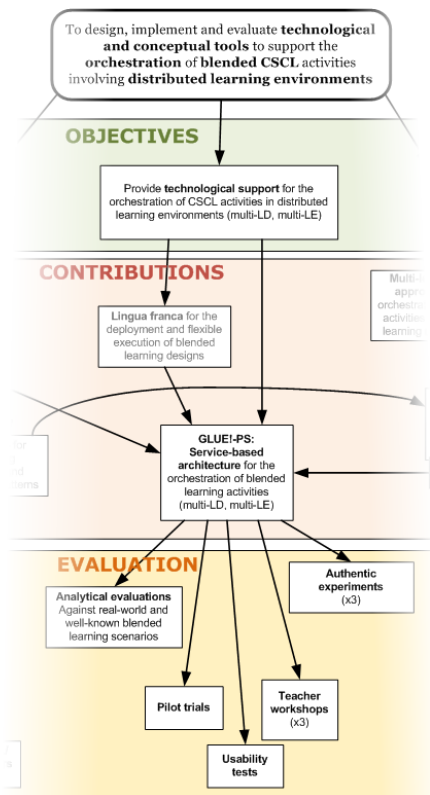 To design, implement and evaluate technological
and conceptual tools to support the
orchestration of blended CSCL activities
involving distributed learning environments
OBJECTIVES
Provide technological support for the
orchestration of CSCL activities in distributed
learning environments (multi-LD, multi-LE)
CONTRIBUTIONS
Lingua franca for the
deployment and flexible
execution of blended
learning designs
Multi-
appr
orchestra
activities
learning
for
terns
GLUE!-PS:
Service-based
architecture for the
orchestration of blended
learning activities
(multi-LD, multi-LE)
EVALUATION
Analytical evaluations
Against real-world and
well-known blended
learning scenarios
Authentic
experiments
(x3)
Pilot trials
Teacher
workshops
(x3)
Usability
tests